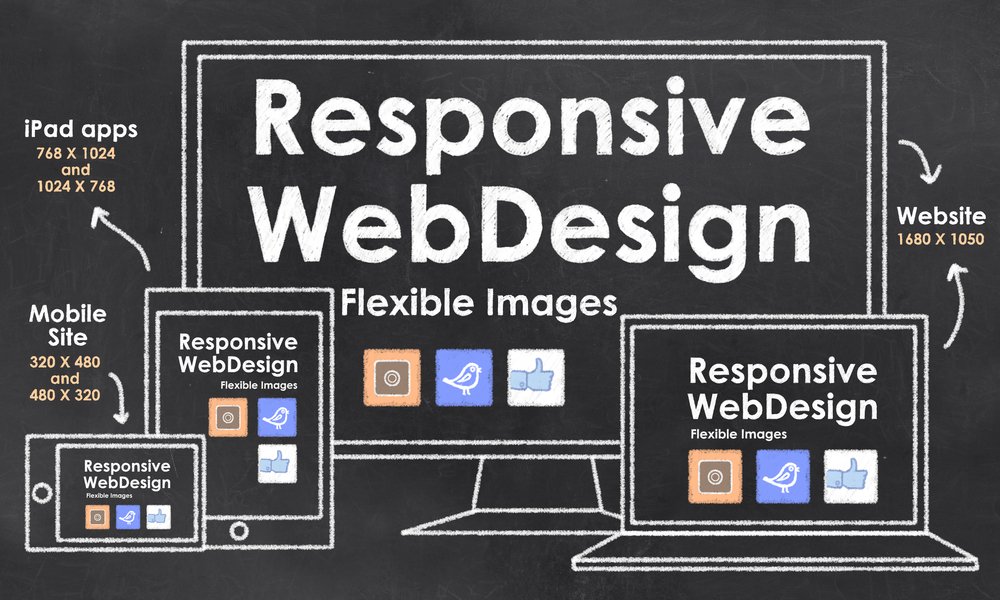 Responsive
WebDesign
Flexible Images
iPad apps
768 X 1024
and
1024 X 768
Website
1680 X 1050
Mobile
Site
320 X 480
and
480 X 320
Responsive
WebDesign
Flexible Images
Responsive
WebDesign
Flexible Images
Responsive
WebDesign
Flexible Images